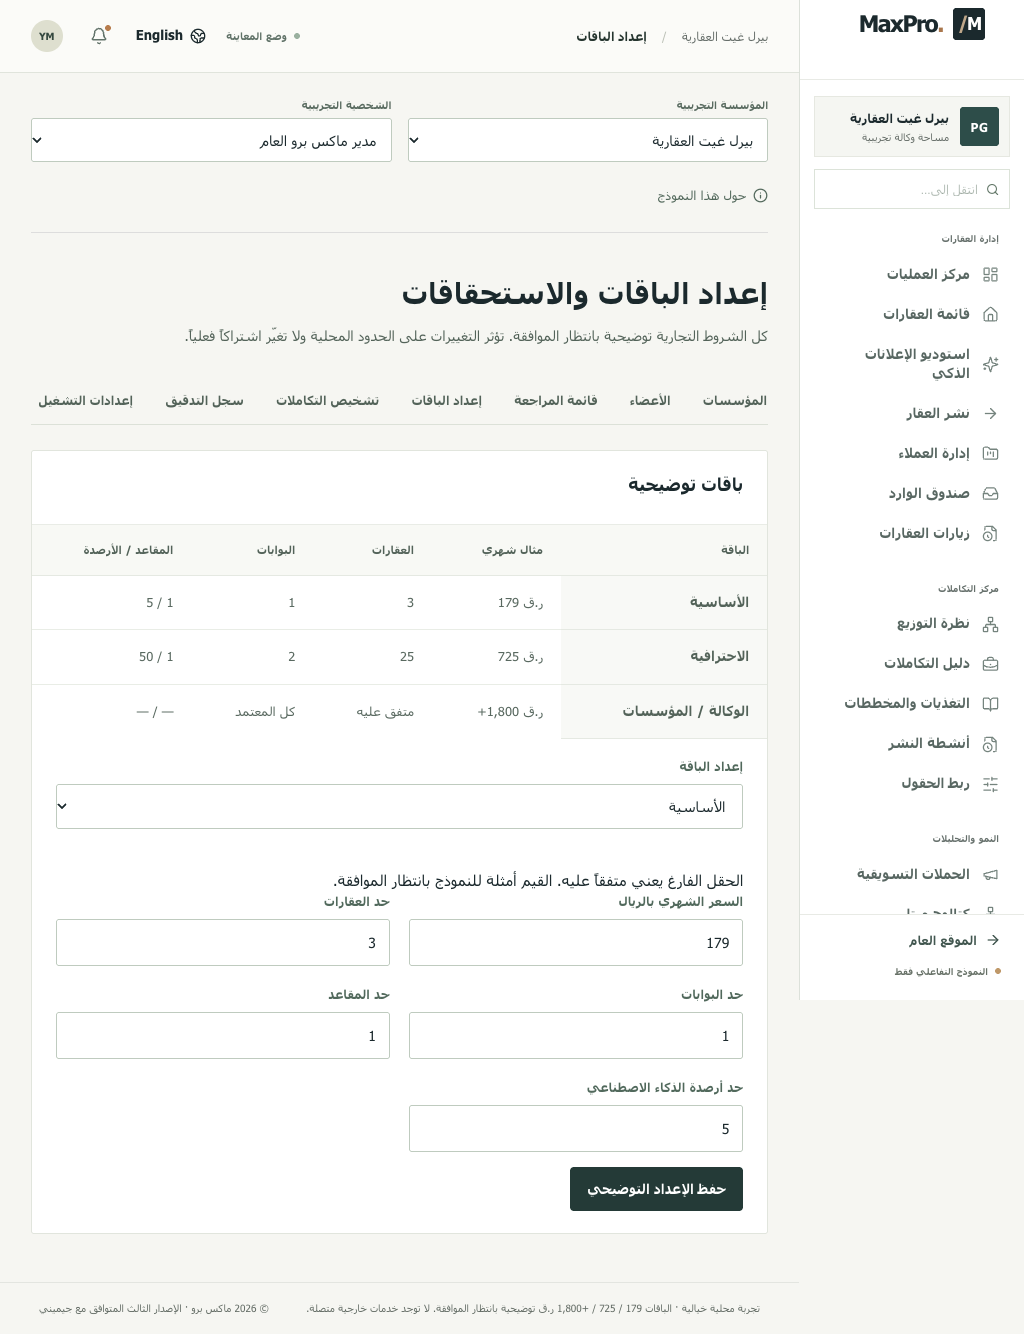 M/ MaxPro.
PG
بيرل غيت العقارية
مساحة وكالة تجريبية
انتقل إلى...
إدارة العقارات
مركز العمليات
قائمة العقارات
استوديو الإعلانات
الذكي
نشر العقار
إدارة العملاء
صندوق الوارد
زيارات العقارات
مركز التكاملات
نظرة التوزيع
دليل التكاملات
التغذيات والمخططات
أنشطة النشر
ربط الحقول
النمو والتحليلات
الحملات التسويقية
الموقع العام
النموذج التفاعلي فقط
بيرل غيت العقارية / إعداد الباقات
وضع المعاينة
English
YM
المؤسسة التجريبية
بيرل غيت العقارية
الشخصية التجريبية
مدير ماكس برو العام
حول هذا النموذج
إعداد الباقات والاستحقاقات
كل الشروط التجارية توضيحية بانتظار الموافقة. تؤثر التغييرات على الحدود المحلية ولا تغيّر اشتراكاً فعلياً.
المؤسسات الأعضاء قائمة المراجعة إعداد الباقات تشخيص التكاملات سجل التدقيق إعدادات التشغيل
باقات توضيحية
الباقة مثال شهري العقارات البوابات المقاعد / الأرصدة
الأساسية ر.ق 179 3 1 1 / 5
الاحترافية ر.ق 725 25 2 1 / 50
الوكالة / المؤسسات ر.ق 1,800+ متفق عليه كل المعتمد — / —
إعداد الباقة
الأساسية
الحقل الفارغ يعني متفقاً عليه. القيم أمثلة للنموذج بانتظار الموافقة.
السعر الشهري بالريال
179
حد العقارات
3
حد البوابات
1
حد المقاعد
1
حد أرصدة الذكاء الاصطناعي
5
حفظ الإعداد التوضيحي
تجربة محلية خيالية · الباقات 179 / 725 / 1,800+ ر.ق توضيحية بانتظار الموافقة. لا توجد خدمات خارجية متصلة.
© 2026 ماكس برو · الإصدار الثالث المتوافق مع جيميني